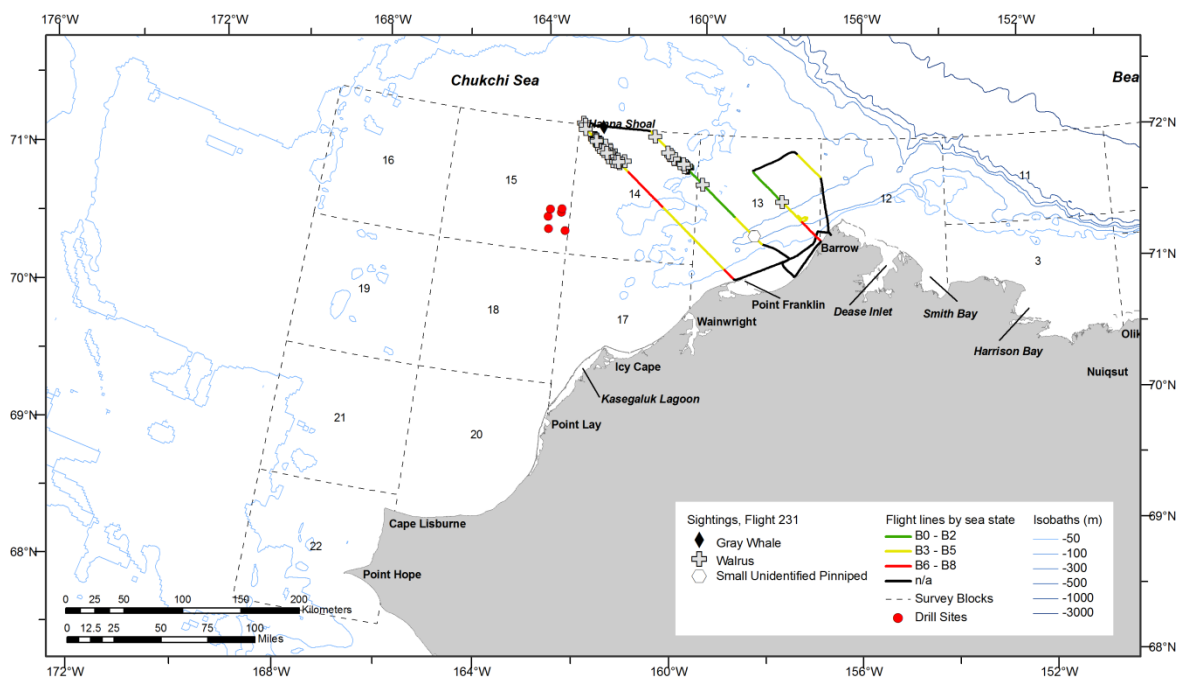 176°W 168°W 164°W 160°W 156°W 152°W
Chukchi Sea
Bea
72°N
71°N
Hanna Shoal
16
15
14
13
12
11
Barrow
71°N
3
70°N
19
18
17
Point Franklin
Dease Inlet
Smith Bay
Harrison Bay
Olik
Wainwright
Icy Cape
Nuiqsut
70°N
Kasegaluk Lagoon
69°N
21
20
Point Lay
Cape Lisburne
69°N
22
68°N
Point Hope
0 25 50 100 150 200
Kilometers
0 12.5 25 50 75 100
Miles
Sightings, Flight 231
Gray Whale
Walrus
Small Unidentified Pinniped
Flight lines by sea state
B0 - B2
B3 - B5
B6 - B8
n/a
Survey Blocks
Drill Sites
Isobaths (m)
-50
-100
-300
-500
-1000
-3000
68°N
172°W 168°W 164°W 160°W 156°W 152°W